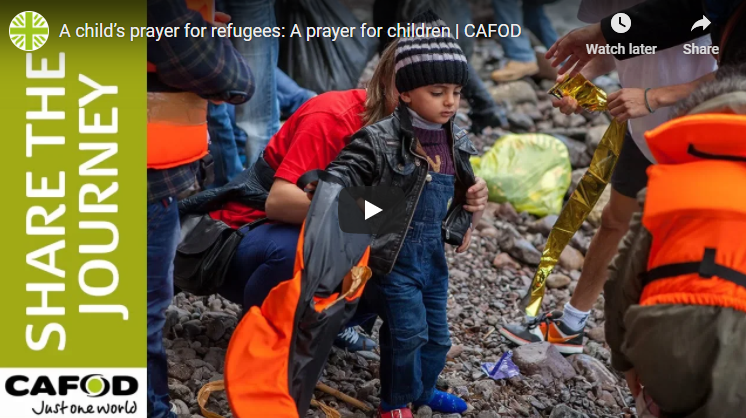 A child's prayer for refugees: A prayer for children | CAFOD
Watch later
Share
SHARE THE
JOURNEY
CAFOD
Just one world